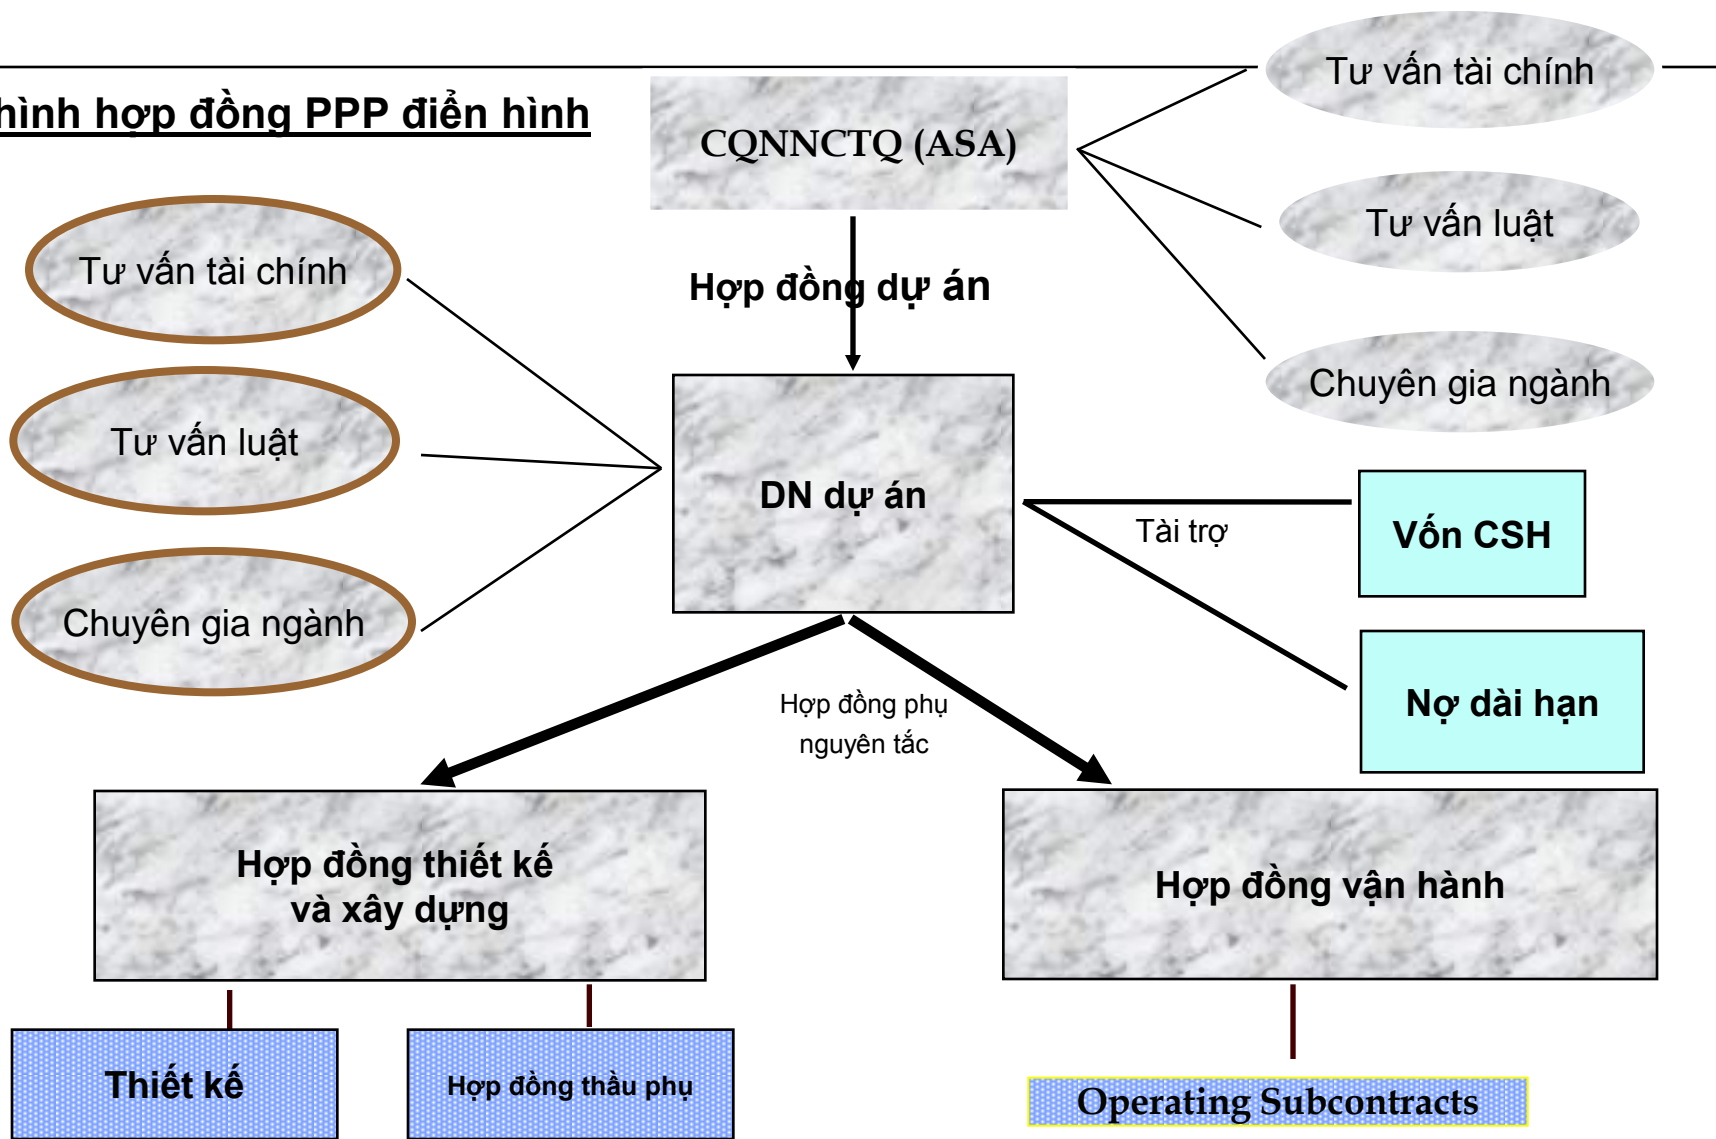 Tư vấn tài chính
hình hợp đồng PPP điển hình
CQNNCTQ (ASA)
Tư vấn luật
Tư vấn tài chính
Hợp đồng dự án
Chuyên gia ngành
Tư vấn luật
DN dự án
Tài trợ
Vốn CSH
Chuyên gia ngành
Nợ dài hạn
Hợp đồng phụ
nguyên tắc
Hợp đồng thiết kế
và xây dựng
Hợp đồng vận hành
Thiết kế
Hợp đồng thầu phụ
Operating Subcontracts